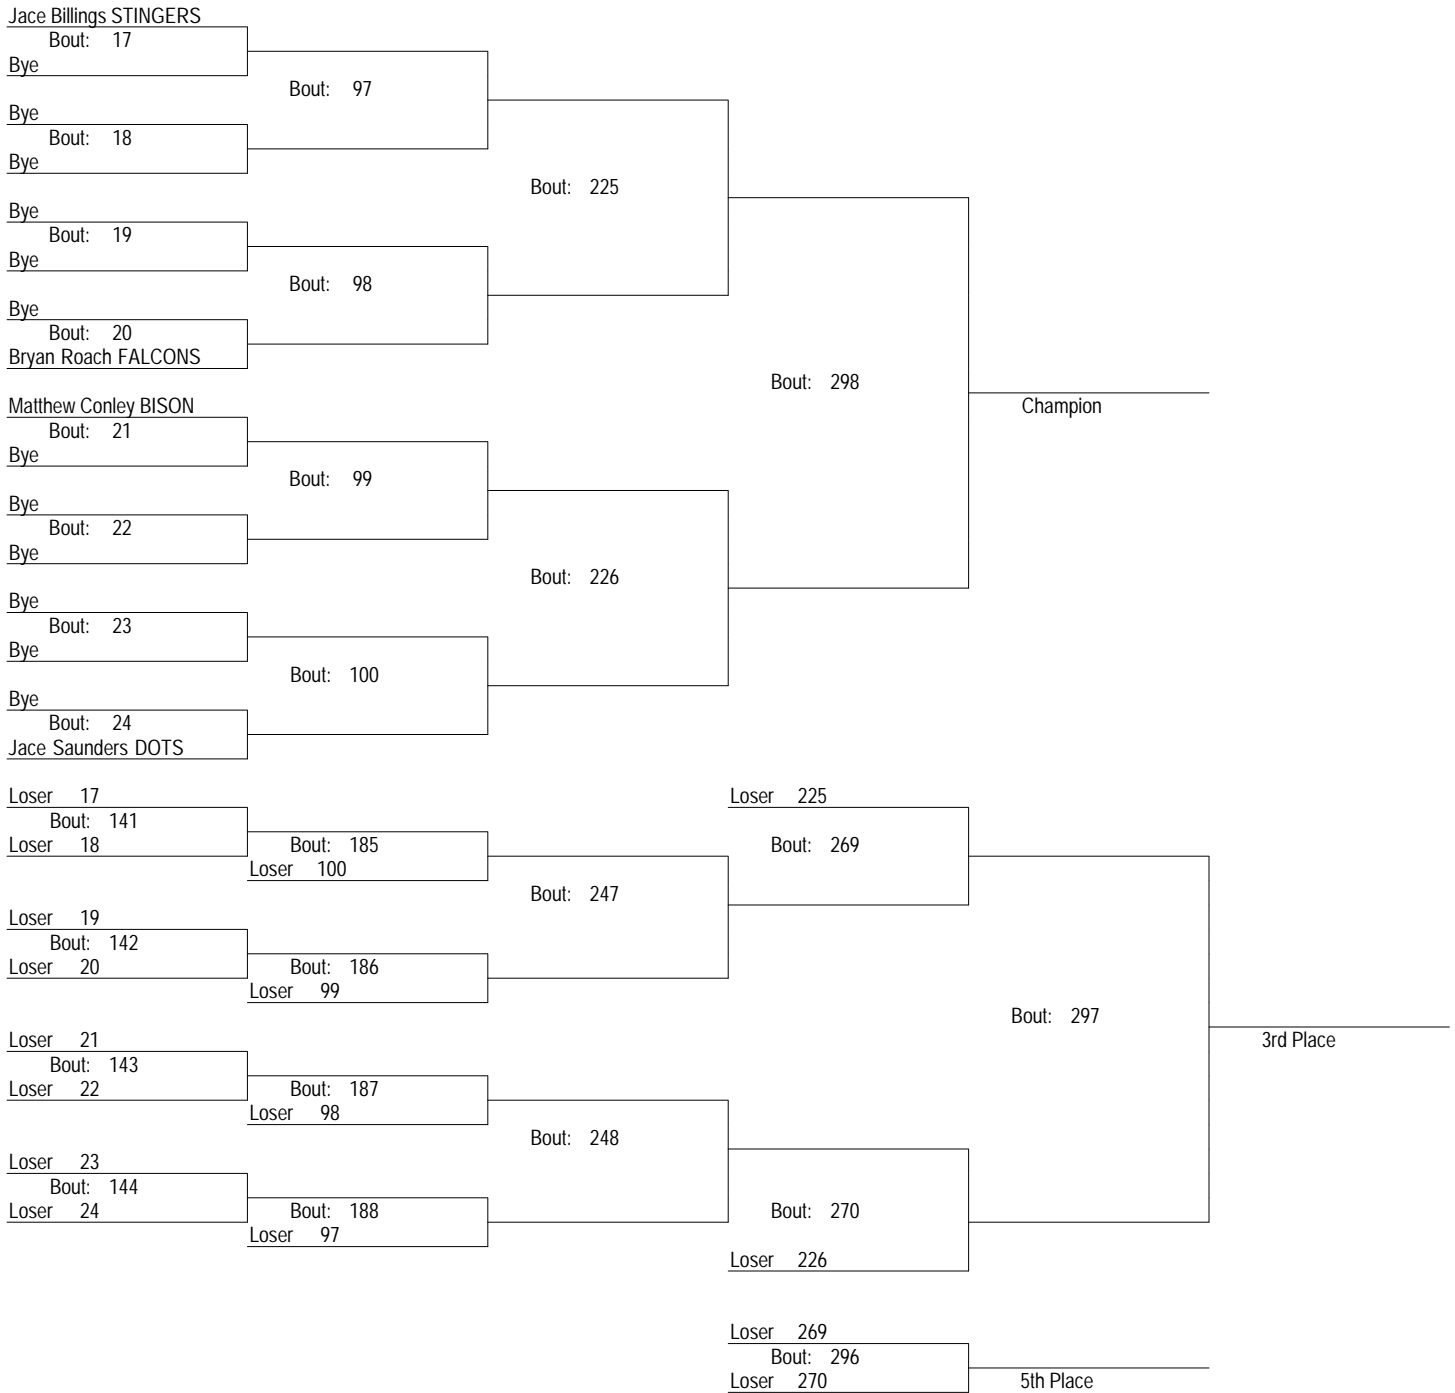 Jace Billings STINGERS
Bout: 17
Bye
Bout: 97
Bye
Bout: 18
Bye
Bout: 225
Bye
Bout: 19
Bye
Bout: 98
Bye
Bout: 20
Bryan Roach FALCONS
Bout: 298
Champion
Matthew Conley BISON
Bout: 21
Bye
Bout: 99
Bye
Bout: 22
Bye
Bout: 226
Bye
Bout: 23
Bye
Bout: 100
Bye
Bout: 24
Jace Saunders DOTS
Loser 17
Bout: 141
Loser 18
Bout: 185
Loser 100
Bout: 247
Loser 225
Bout: 269
Loser 19
Bout: 142
Loser 20
Bout: 186
Loser 99
Bout: 297
3rd Place
Loser 21
Bout: 143
Loser 22
Bout: 187
Loser 98
Bout: 248
Loser 23
Bout: 144
Loser 24
Bout: 188
Loser 97
Bout: 270
Loser 226
Loser 269
Bout: 296
Loser 270
5th Place